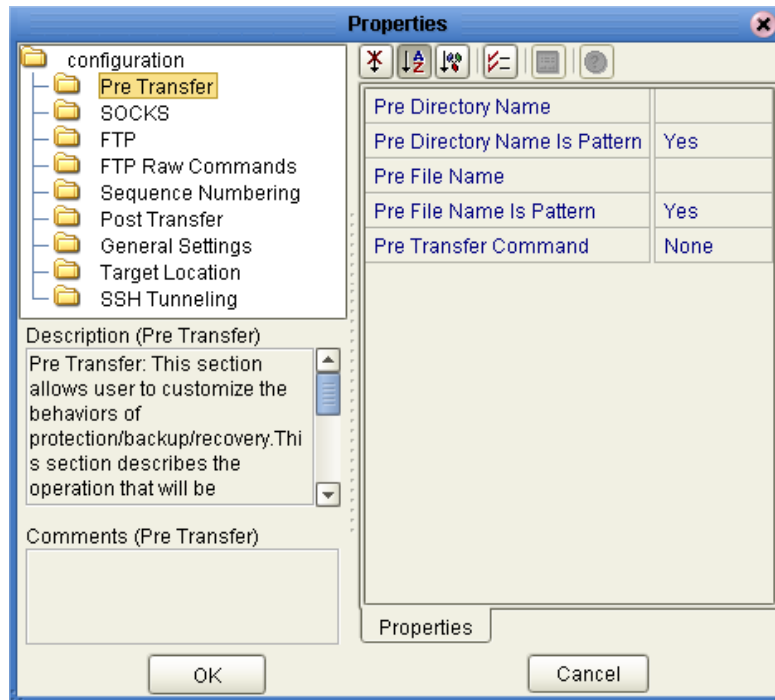 Properties
configuration
Pre Transfer
SOCKS
FTP
FTP Raw Commands
Sequence Numbering
Post Transfer
General Settings
Target Location
SSH Tunneling
Description (Pre Transfer)
Pre Transfer: This section
allows user to customize the
behaviors of
protection/backup/recovery.Thi
s section describes the
operation that will be
Comments (Pre Transfer)
Pre Directory Name
Pre Directory Name Is Pattern Yes
Pre File Name
Pre File Name Is Pattern Yes
Pre Transfer Command None
Properties
OK
Cancel